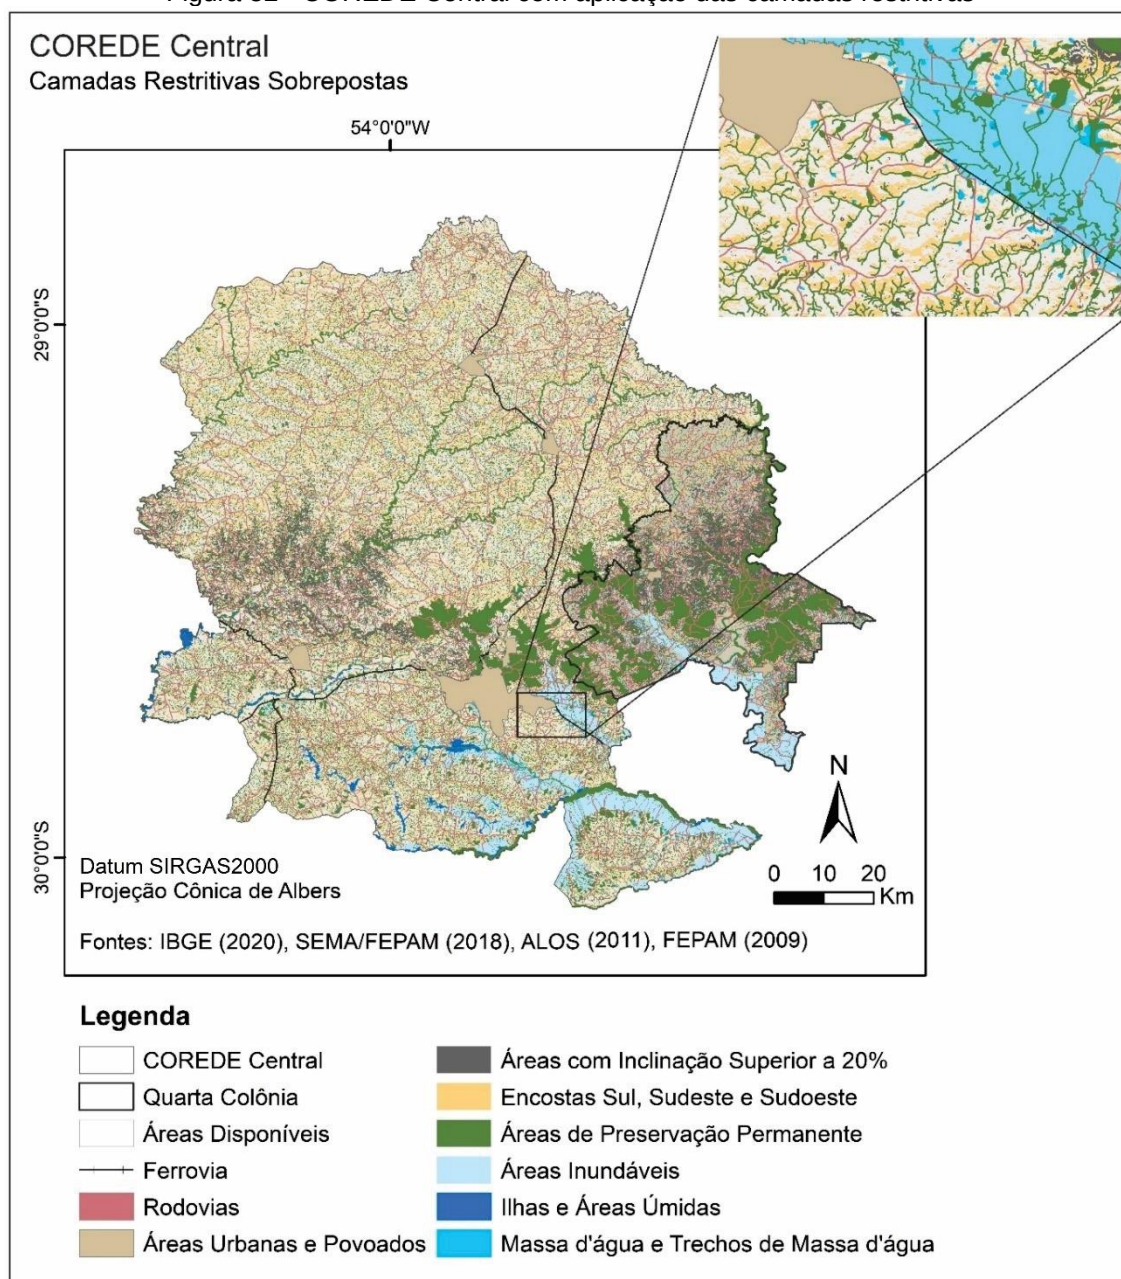 COREDE Central
Camadas Restritivas Sobrepostas
54°0'0"W
29°0'0"S
30°0'0"S
N
0 10 20
Km
Datum SIRGAS2000
Projeção Cônica de Albers
Fontes: IBGE (2020), SEMA/FEPAM (2018), ALOS (2011), FEPAM (2009)
Legenda
COREDE Central
Quarta Colônia
Áreas Disponíveis
Ferrovia
Rodovias
Áreas Urbanas e Povoados
Áreas com Inclinação Superior a 20%
Encostas Sul, Sudeste e Sudoeste
Áreas de Preservação Permanente
Áreas Inundáveis
Ilhas e Áreas Úmidas
Massa d'água e Trechos de Massa d'água